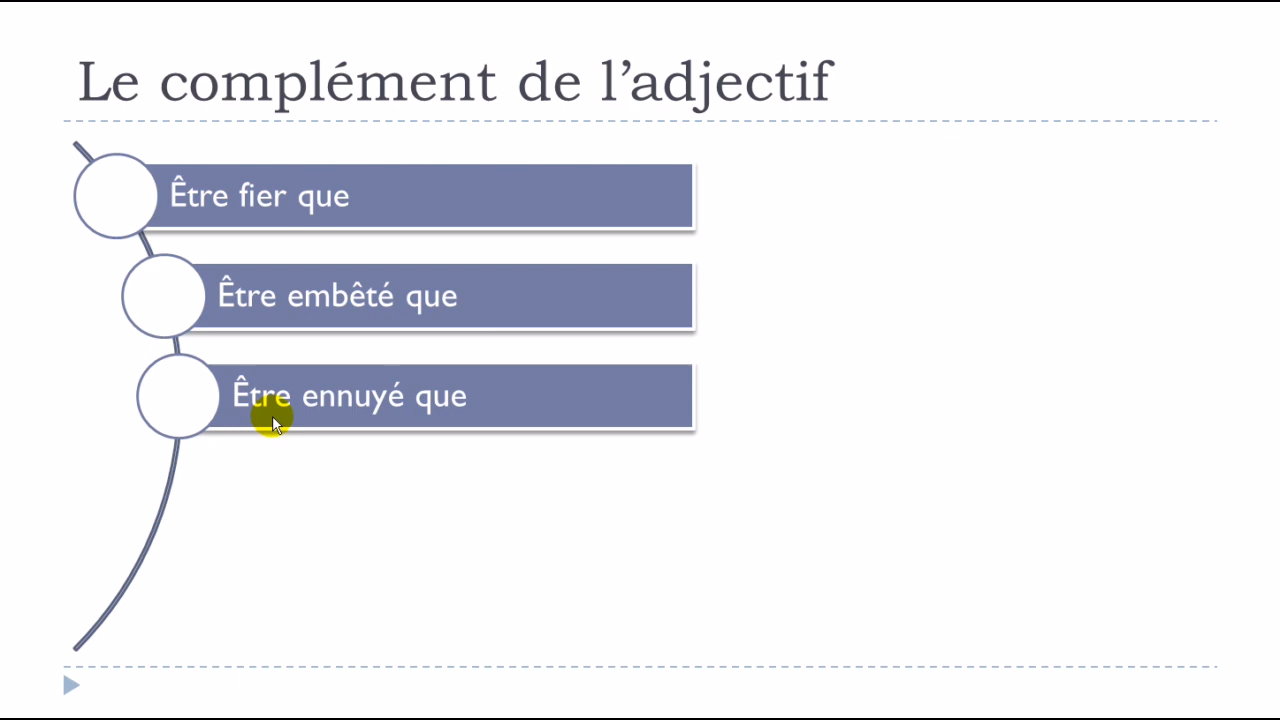 Le complément de l’adjectif
Être fier que
Être embêté que
Être ennuyé que